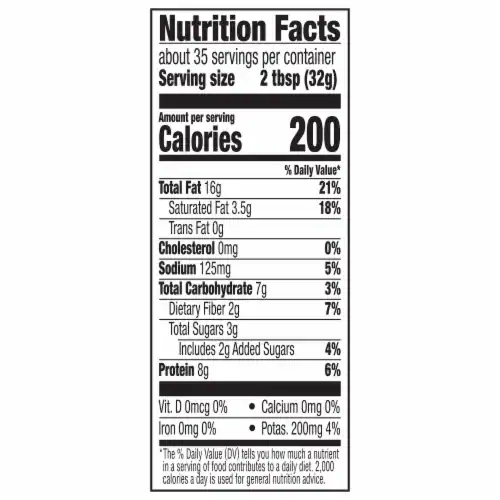 Nutrition Facts
about 35 servings per container
Serving size 2 tbsp (32g)
Amount per serving
Calories 200
% Daily Value*
Total Fat 16g 21%
Saturated Fat 3.5g 18%
Trans Fat 0g
Cholesterol 0mg 0%
Sodium 125mg 5%
Total Carbohydrate 7g 3%
Dietary Fiber 2g 7%
Total Sugars 3g
Includes 2g Added Sugars 4%
Protein 8g 6%
Vit. D 0mcg 0% • Calcium 0mg 0%
Iron 0mg 0% • Potas. 200mg 4%
*The % Daily Value (DV) tells you how much a nutrient
in a serving of food contributes to a daily diet. 2,000
calories a day is used for general nutrition advice.